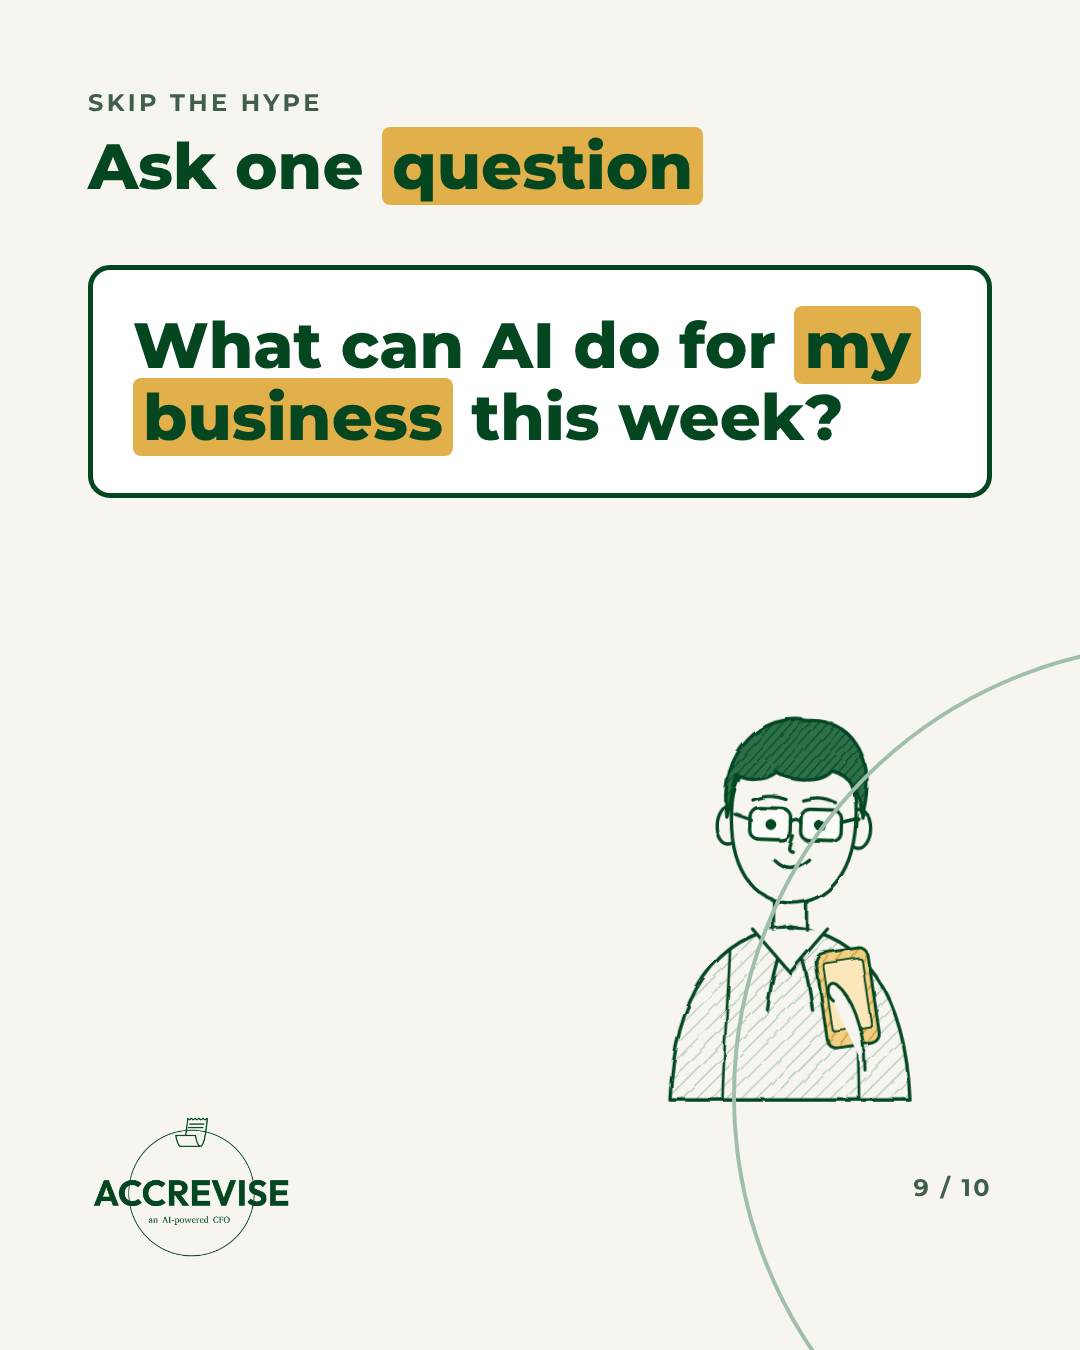 SKIP THE HYPE
Ask one question
What can AI do for my
business this week?
ACCREVISE
an AI-powered CFO
9 / 10